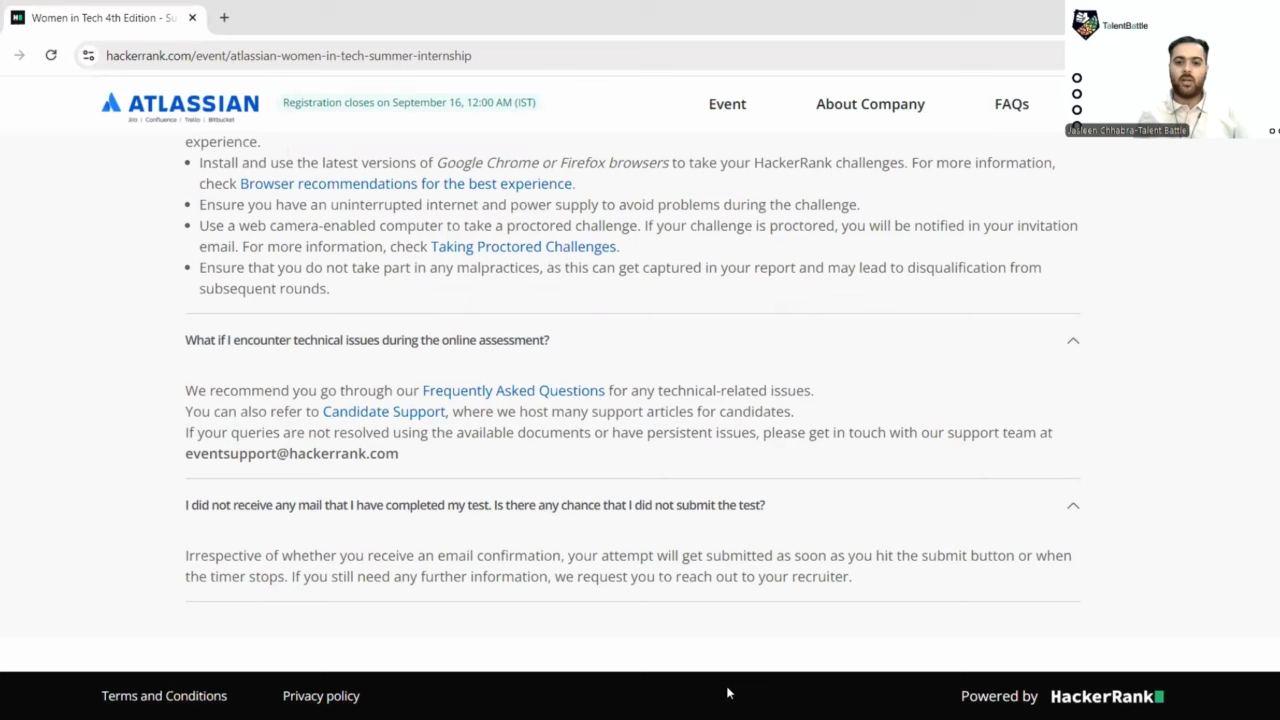 Women in Tech 4th Edition - Su
hackerrank.com/event/atlassian-women-in-tech-summer-internship
TalentBattle
Jasleen Chhabra-Talent Battle
ATLASSIAN
Jira | Confluence | Trello | Bitbucket
Registration closes on September 16, 12:00 AM (IST)
Event
About Company
FAQs
experience.
Install and use the latest versions of Google Chrome or Firefox browsers to take your HackerRank challenges. For more information,
check Browser recommendations for the best experience.
Ensure you have an uninterrupted internet and power supply to avoid problems during the challenge.
Use a web camera-enabled computer to take a proctored challenge. If your challenge is proctored, you will be notified in your invitation
email. For more information, check Taking Proctored Challenges.
Ensure that you do not take part in any malpractices, as this can get captured in your report and may lead to disqualification from
subsequent rounds.
What if I encounter technical issues during the online assessment?
We recommend you go through our Frequently Asked Questions for any technical-related issues.
You can also refer to Candidate Support, where we host many support articles for candidates.
If your queries are not resolved using the available documents or have persistent issues, please get in touch with our support team at
eventsupport@hackerrank.com
I did not receive any mail that I have completed my test. Is there any chance that I did not submit the test?
Irrespective of whether you receive an email confirmation, your attempt will get submitted as soon as you hit the submit button or when
the timer stops. If you still need any further information, we request you to reach out to your recruiter.
Terms and Conditions
Privacy policy
Powered by HackerRank